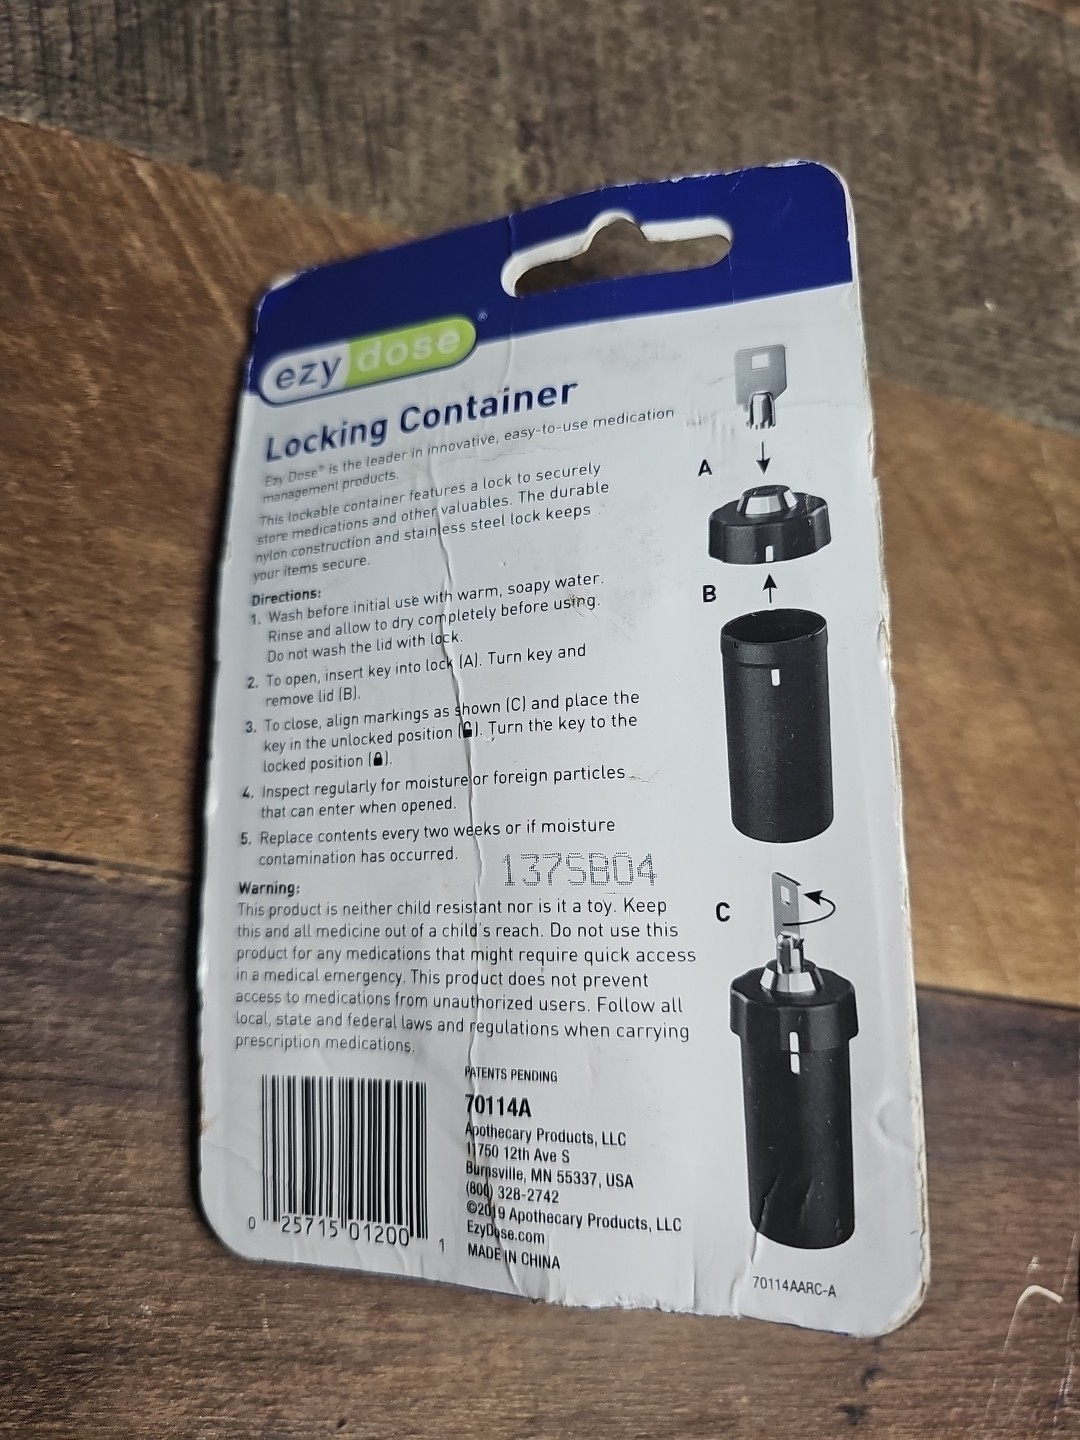 ezy dose®
Locking Container
Ezy Dose® is the leader in innovative, easy-to-use medication
management products.
This lockable container features a lock to securely
store medications and other valuables. The durable
nylon construction and stainless steel lock keeps
your items secure.
Directions:
1. Wash before initial use with warm, soapy water.
Rinse and allow to dry completely before using.
Do not wash the lid with lock.
2. To open, insert key into lock (A). Turn key and
remove lid (B).
3. To close, align markings as shown (C) and place the
key in the unlocked position (🔓). Turn the key to the
locked position (🔒).
4. Inspect regularly for moisture or foreign particles
that can enter when opened.
5. Replace contents every two weeks or if moisture
contamination has occurred.
137SB04
Warning:
This product is neither child resistant nor is it a toy. Keep
this and all medicine out of a child's reach. Do not use this
product for any medications that might require quick access
in a medical emergency. This product does not prevent
access to medications from unauthorized users. Follow all
local, state and federal laws and regulations when carrying
prescription medications.
PATENTS PENDING
70114A
Apothecary Products, LLC
11750 12th Ave S
Burnsville, MN 55337, USA
(800) 328-2742
©2019 Apothecary Products, LLC
EzyDose.com
MADE IN CHINA
0 25715 01200 1
A
B
C
70114AARC-A